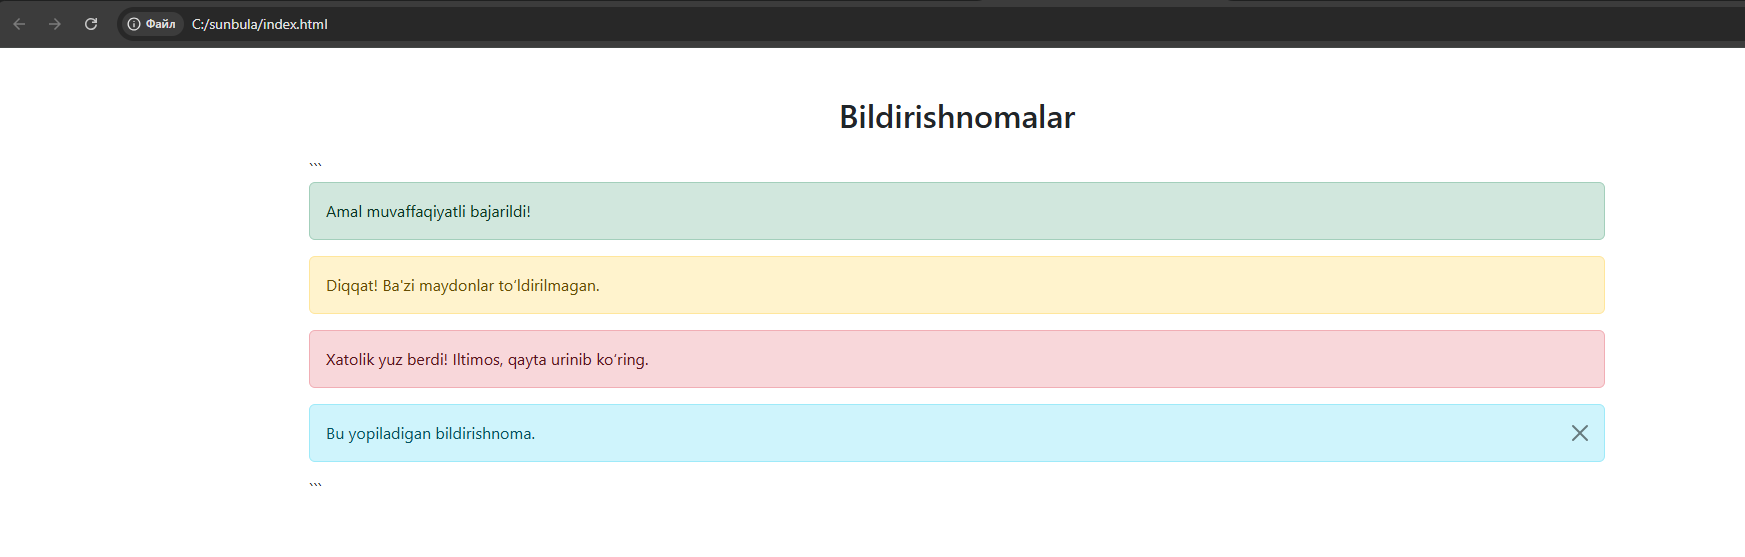 Файл C:/sunbula/index.html
Bildirishnomalar
```
Amal muvaffaqiyatli bajarildi!
Diqqat! Ba'zi maydonlar to‘ldirilmagan.
Xatolik yuz berdi! Iltimos, qayta urinib ko‘ring.
Bu yopiladigan bildirishnoma.
```